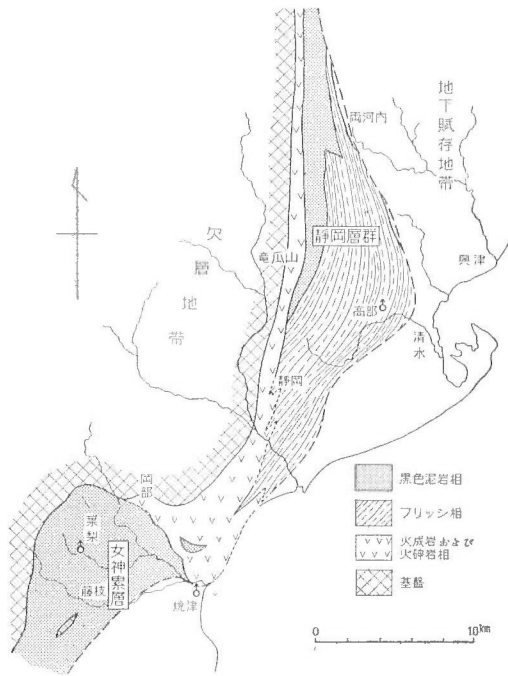 地下賦存地帯
両河内
欠層地帯
竜爪山
静岡層群
興津
高部
清水
静岡
岡部
女神累層
藤枝
焼津
黒色泥岩相
フリッシ相
火成岩および
火砕岩相
基盤
0 10km